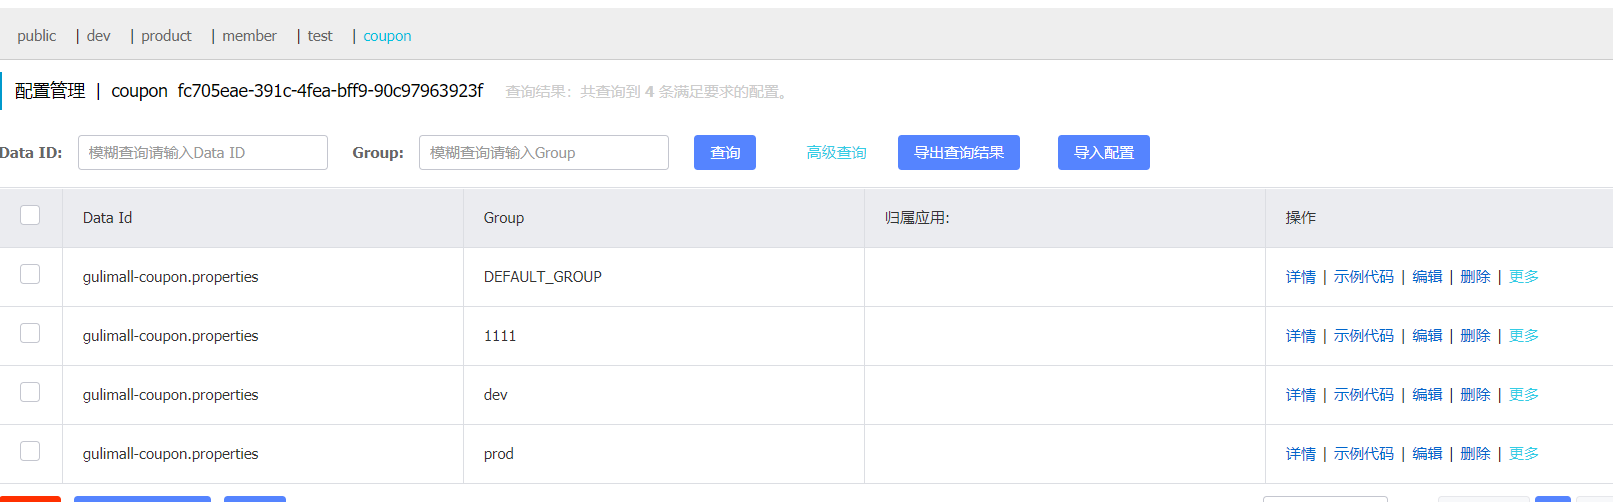 public | dev | product | member | test | coupon
配置管理 | coupon fc705eae-391c-4fea-bff9-90c97963923f 查询结果：共查询到 4 条满足要求的配置。
Data ID: 模糊查询请输入Data ID Group: 模糊查询请输入Group 查询 高级查询 导出查询结果 导入配置
Data Id Group 归属应用: 操作
gulimall-coupon.properties DEFAULT_GROUP 详情 | 示例代码 | 编辑 | 删除 | 更多
gulimall-coupon.properties 1111 详情 | 示例代码 | 编辑 | 删除 | 更多
gulimall-coupon.properties dev 详情 | 示例代码 | 编辑 | 删除 | 更多
gulimall-coupon.properties prod 详情 | 示例代码 | 编辑 | 删除 | 更多